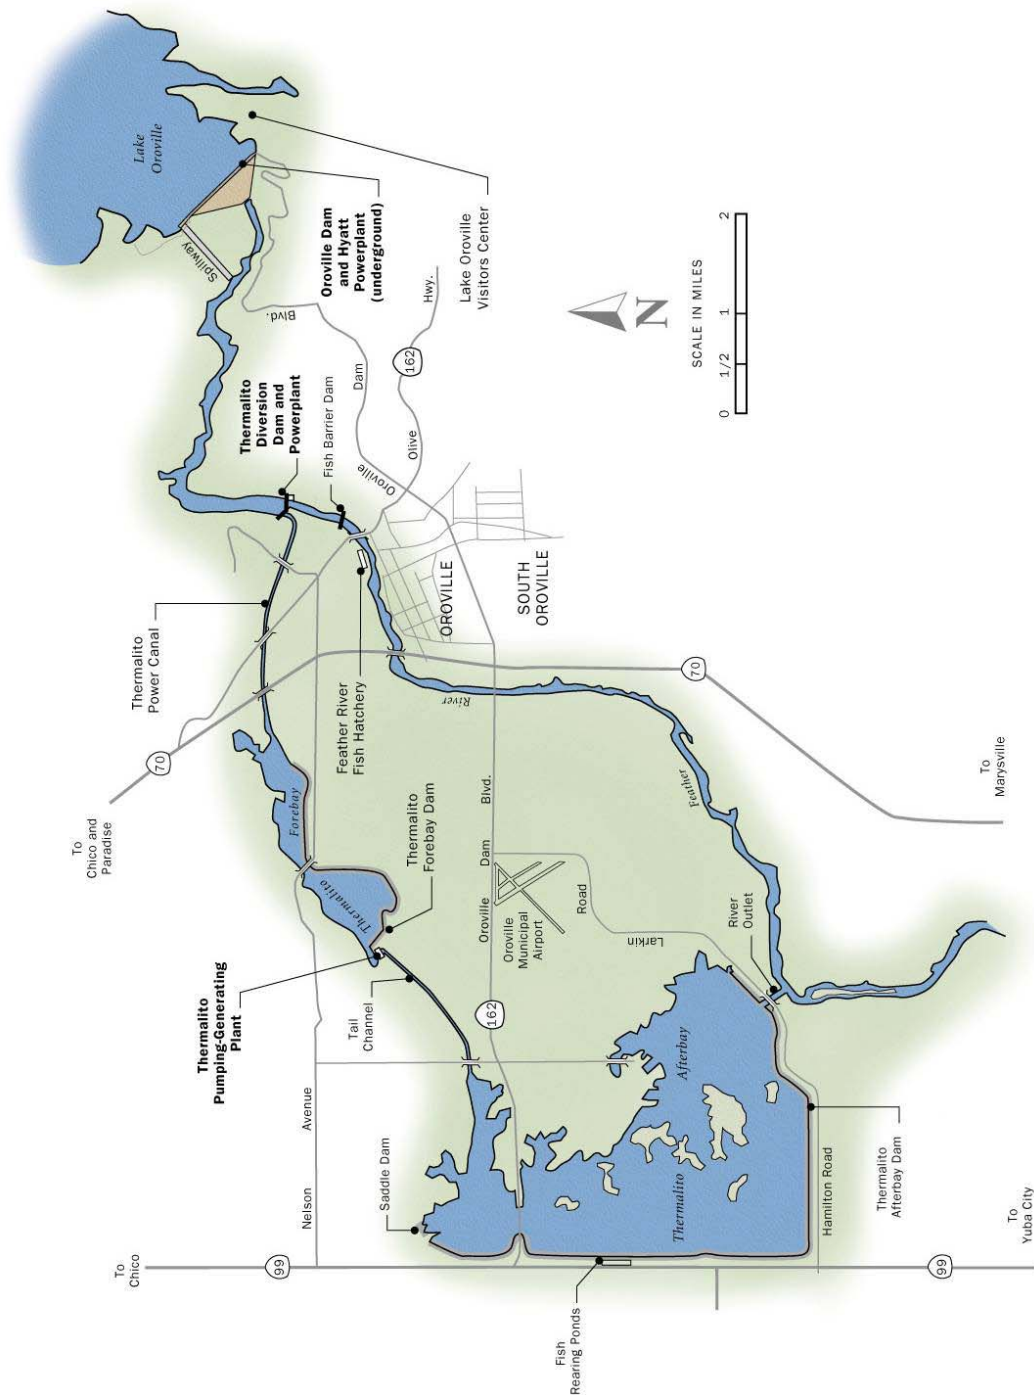 Lake
Oroville
Spillway
Oroville Dam
and Hyatt
Powerplant
(underground)
Lake Oroville
Visitors Center
Blvd.
Dam
Oroville
Hwy.
162
Olive
Thermalito
Diversion
Dam and
Powerplant
Fish Barrier Dam
N
SCALE IN MILES
0
1/2
1
2
Thermalito
Power Canal
OROVILLE
SOUTH
OROVILLE
Feather River
Fish Hatchery
70
To
Chico and
Paradise
Forebay
Thermalito
Thermalito
Forebay Dam
River
Feather
70
To
Marysville
Thermalito
Pumping-Generating
Plant
Tail
Channel
Oroville
Dam
Blvd.
162
Oroville
Municipal
Airport
Larkin
Road
River
Outlet
Nelson
Avenue
Saddle Dam
Afterbay
Thermalito
Hamilton Road
Thermalito
Afterbay Dam
To
Chico
99
Fish
Rearing Ponds
99
To
Yuba City